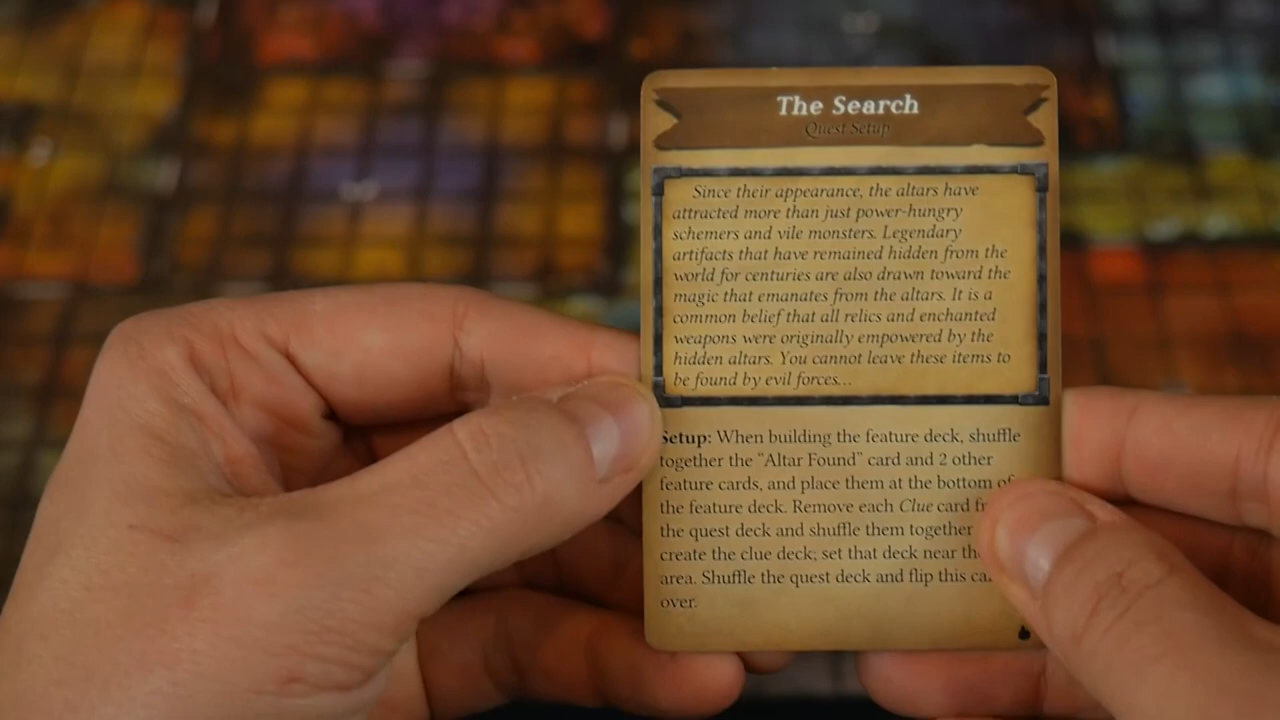 The Search
Quest Setup
Since their appearance, the altars have
attracted more than just power-hungry
schemers and vile monsters. Legendary
artifacts that have remained hidden from the
world for centuries are also drawn toward the
magic that emanates from the altars. It is a
common belief that all relics and enchanted
weapons were originally empowered by the
hidden altars. You cannot leave these items to
be found by evil forces...
Setup: When building the feature deck, shuffle
together the “Altar Found” card and 2 other
feature cards, and place them at the bottom of
the feature deck. Remove each Clue card
the quest deck and shuffle them together
create the clue deck; set that deck near
area. Shuffle the quest deck and flip this
over.